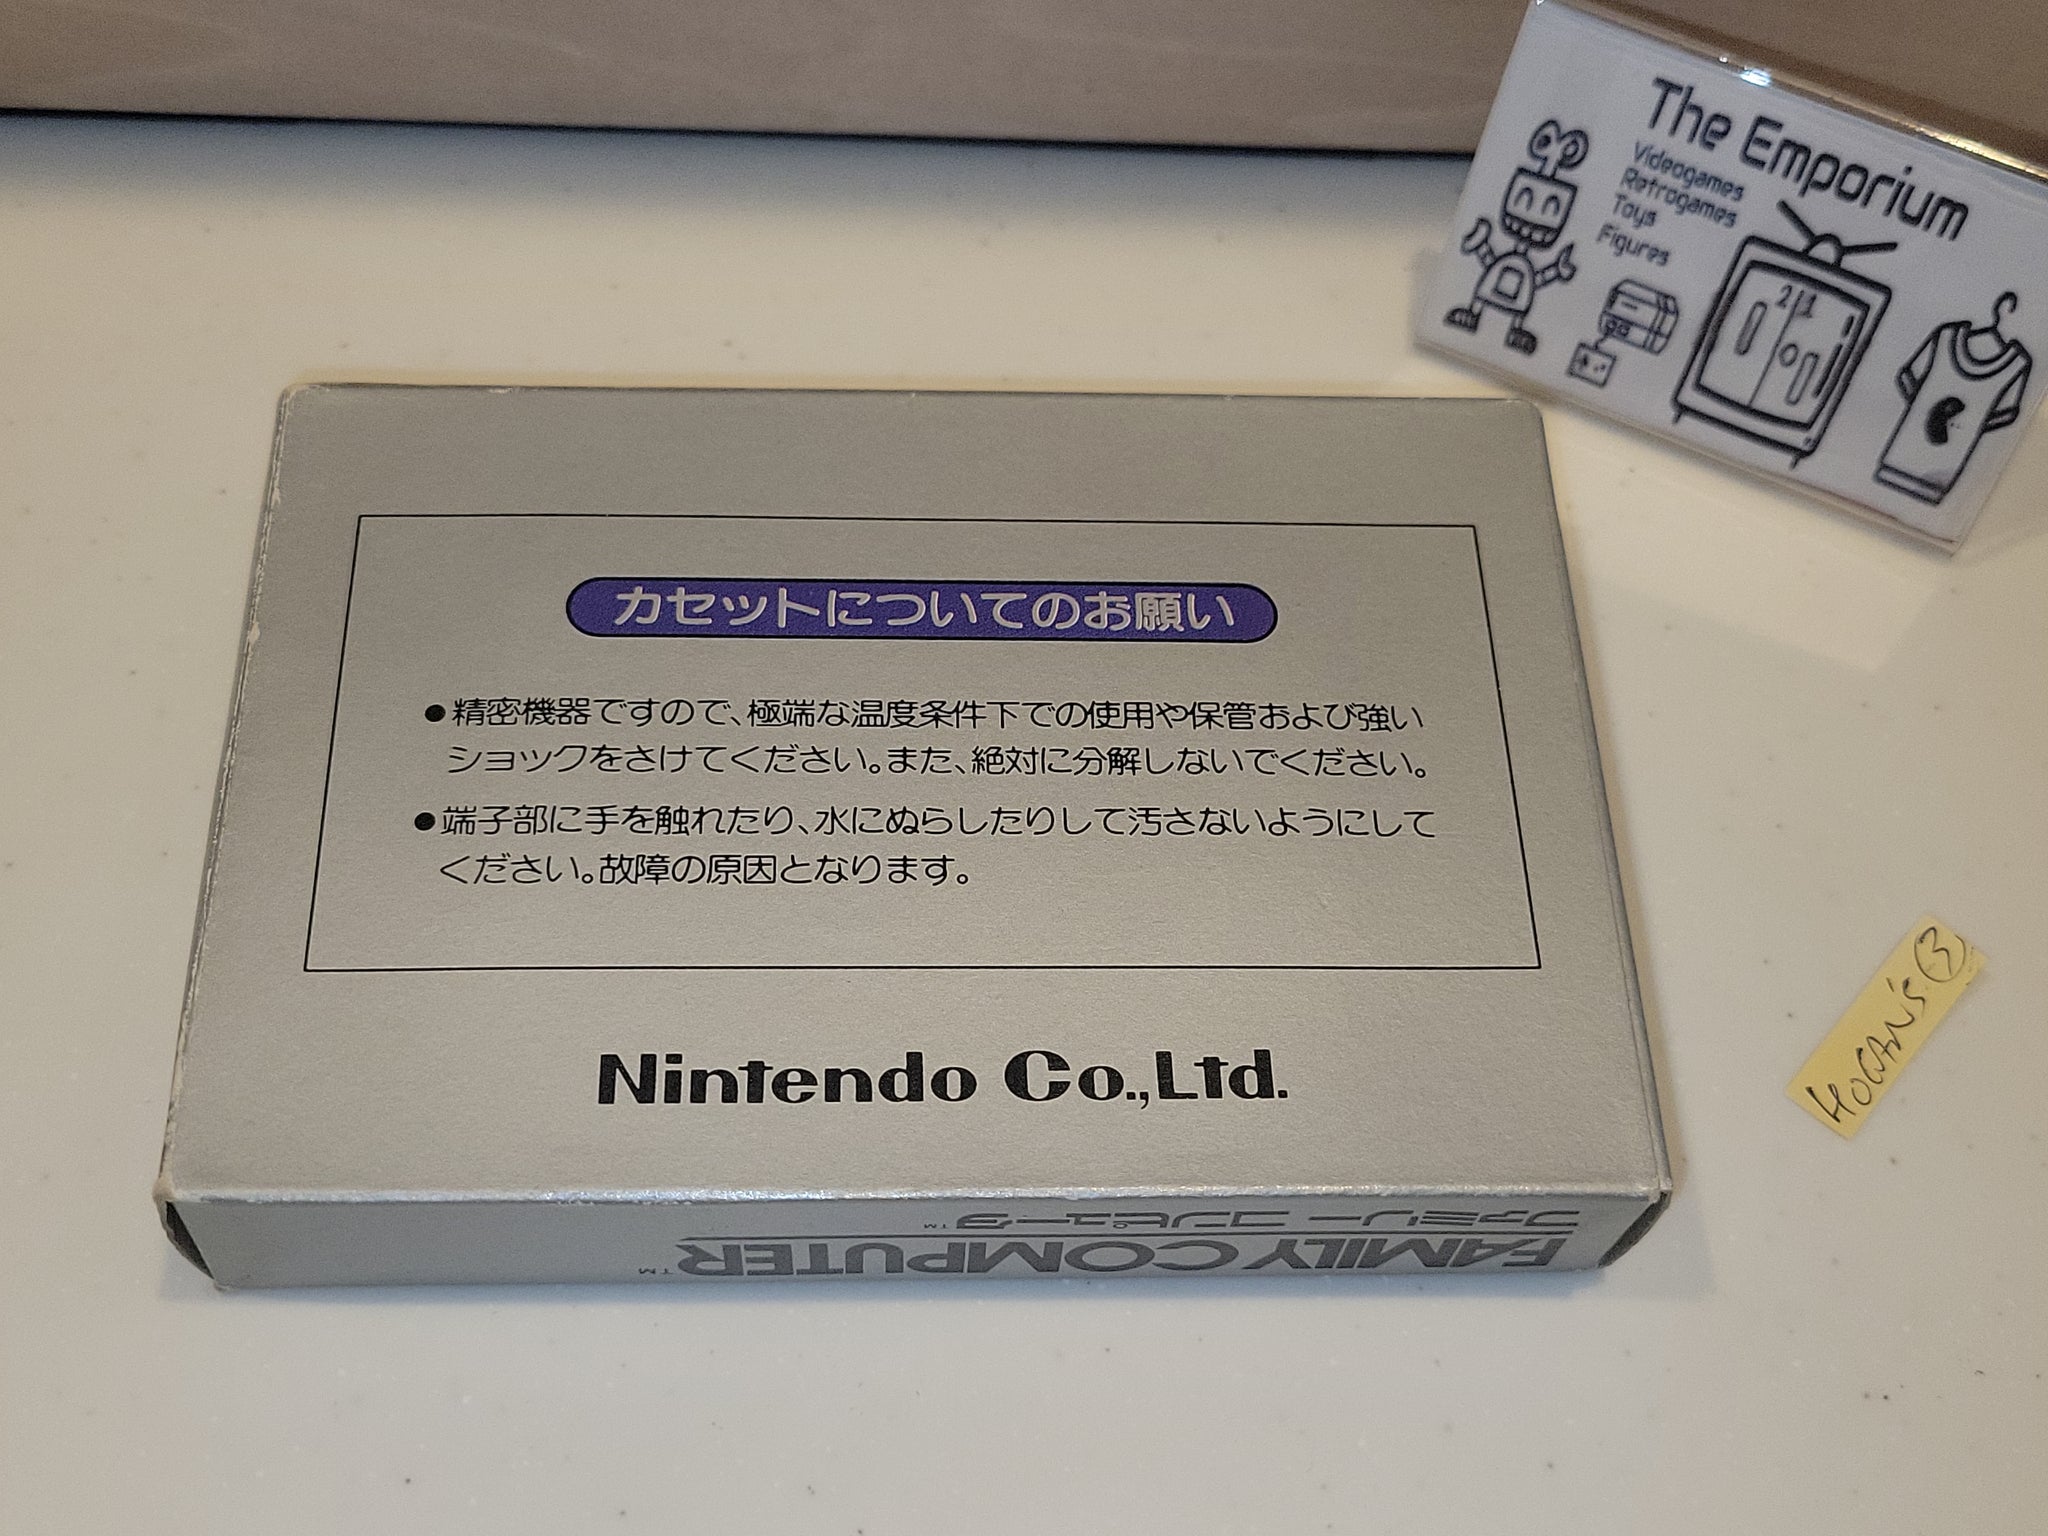 The Emporium
Videogames
Retrogames
Toys
Figures
21
カセットについてのお願い
●精密機器ですので、極端な温度条件下での使用や保管および強い
ショックをさけてください。また、絶対に分解しないでください。
●端子部に手を触れたり、水にぬらしたりして汚さないようにして
ください。故障の原因となります。
Nintendo Co.,Ltd.
ファミリー コンピュータ™
FAMILY COMPUTER™
HOGAN'S ③